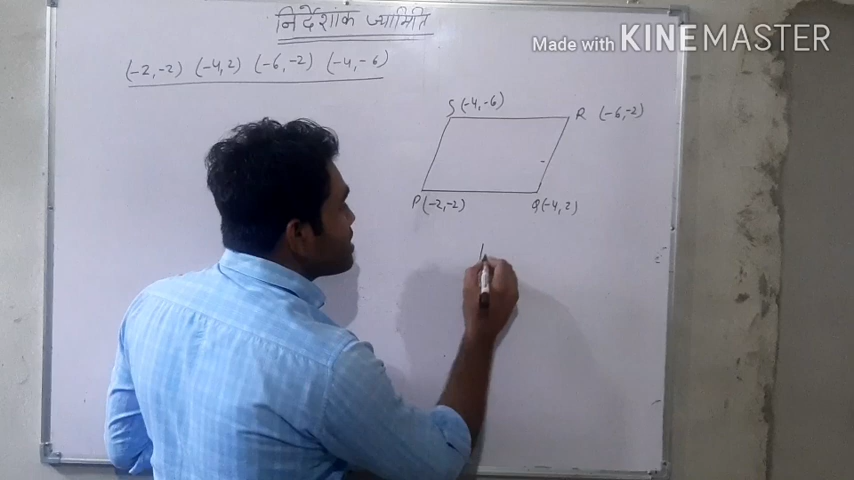 निर्देशांक ज्यामिति
Made with KINEMASTER
(-2,-2) (-4,2) (-6,-2) (-4,-6)
S (-4,-6)
R (-6,-2)
P (-2,-2)
Q (-4,2)